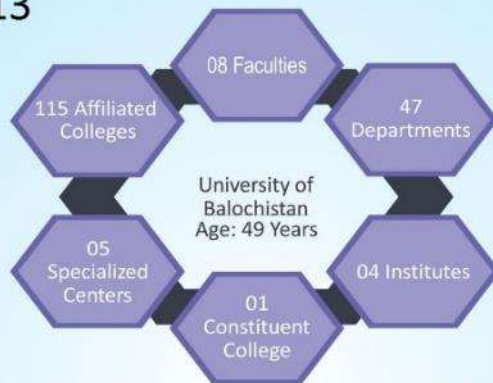 13
08 Faculties
115 Affiliated
Colleges
47
Departments
University of
Balochistan
Age: 49 Years
05
Specialized
Centers
04 Institutes
01
Constituent
College